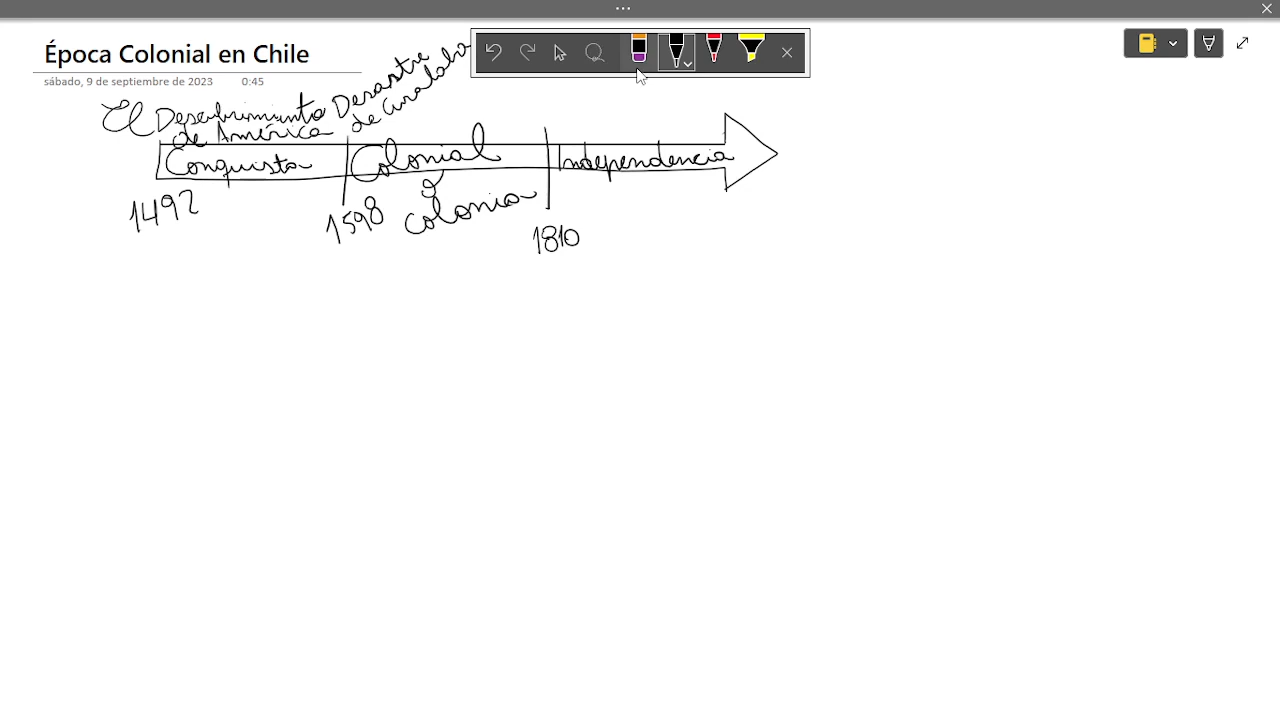 Época Colonial en Chile
sábado, 9 de septiembre de 2023 0:45
El Descubrimiento
de América
Desastre
de Curalabo
Conquista
Colonial
o
Colonia
Independencia
1492
1598
1810